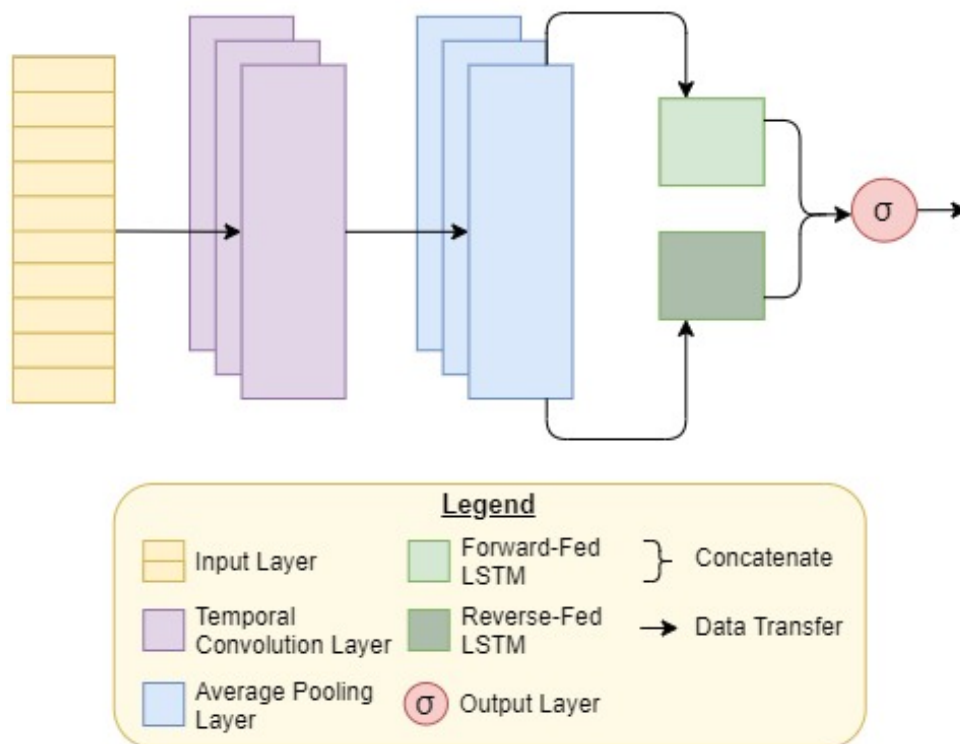 σ
Legend
Input Layer
Forward-Fed
LSTM
Concatenate
Temporal
Convolution Layer
Reverse-Fed
LSTM
Data Transfer
Average Pooling
Layer
σ
Output Layer